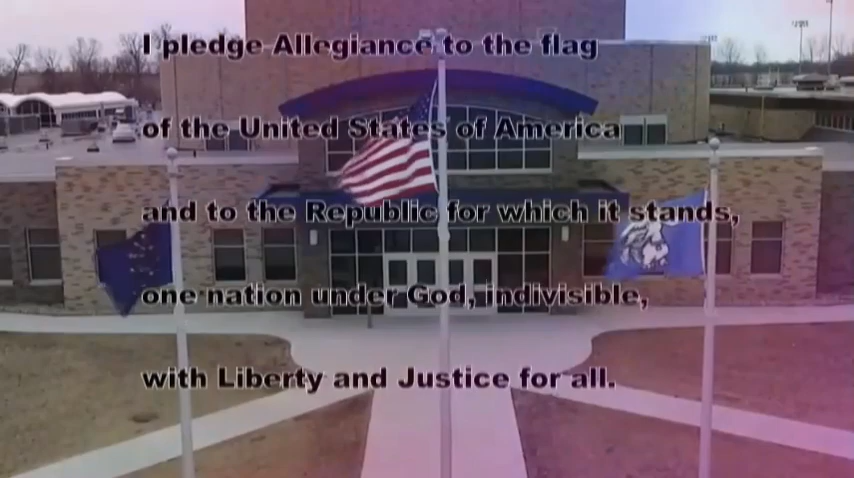 I pledge Allegiance to the flag
of the United States of America
and to the Republic for which it stands,
one nation under God, indivisible,
with Liberty and Justice for all.